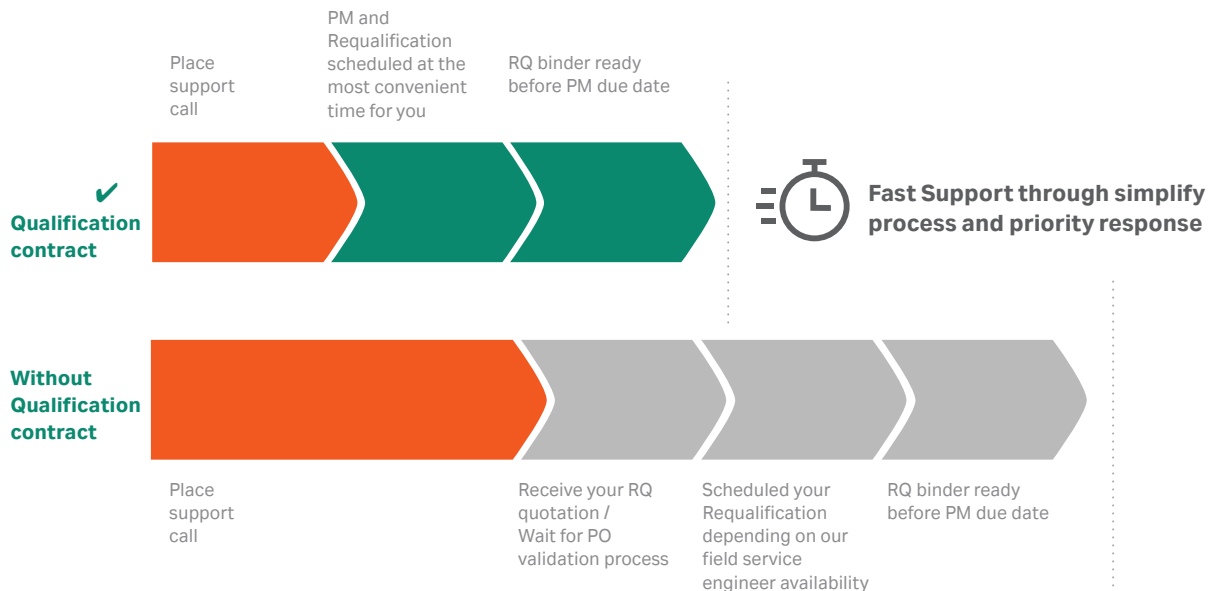 Place
support
call
PM and
Requalification
scheduled at the
most convenient
time for you
RQ binder ready
before PM due date
Qualification
contract
Fast Support through simplify
process and priority response
Without
Qualification
contract
Place
support
call
Receive your RQ
quotation /
Wait for PO
validation process
Scheduled your
Requalification
depending on our
field service
engineer availability
RQ binder ready
before PM due date